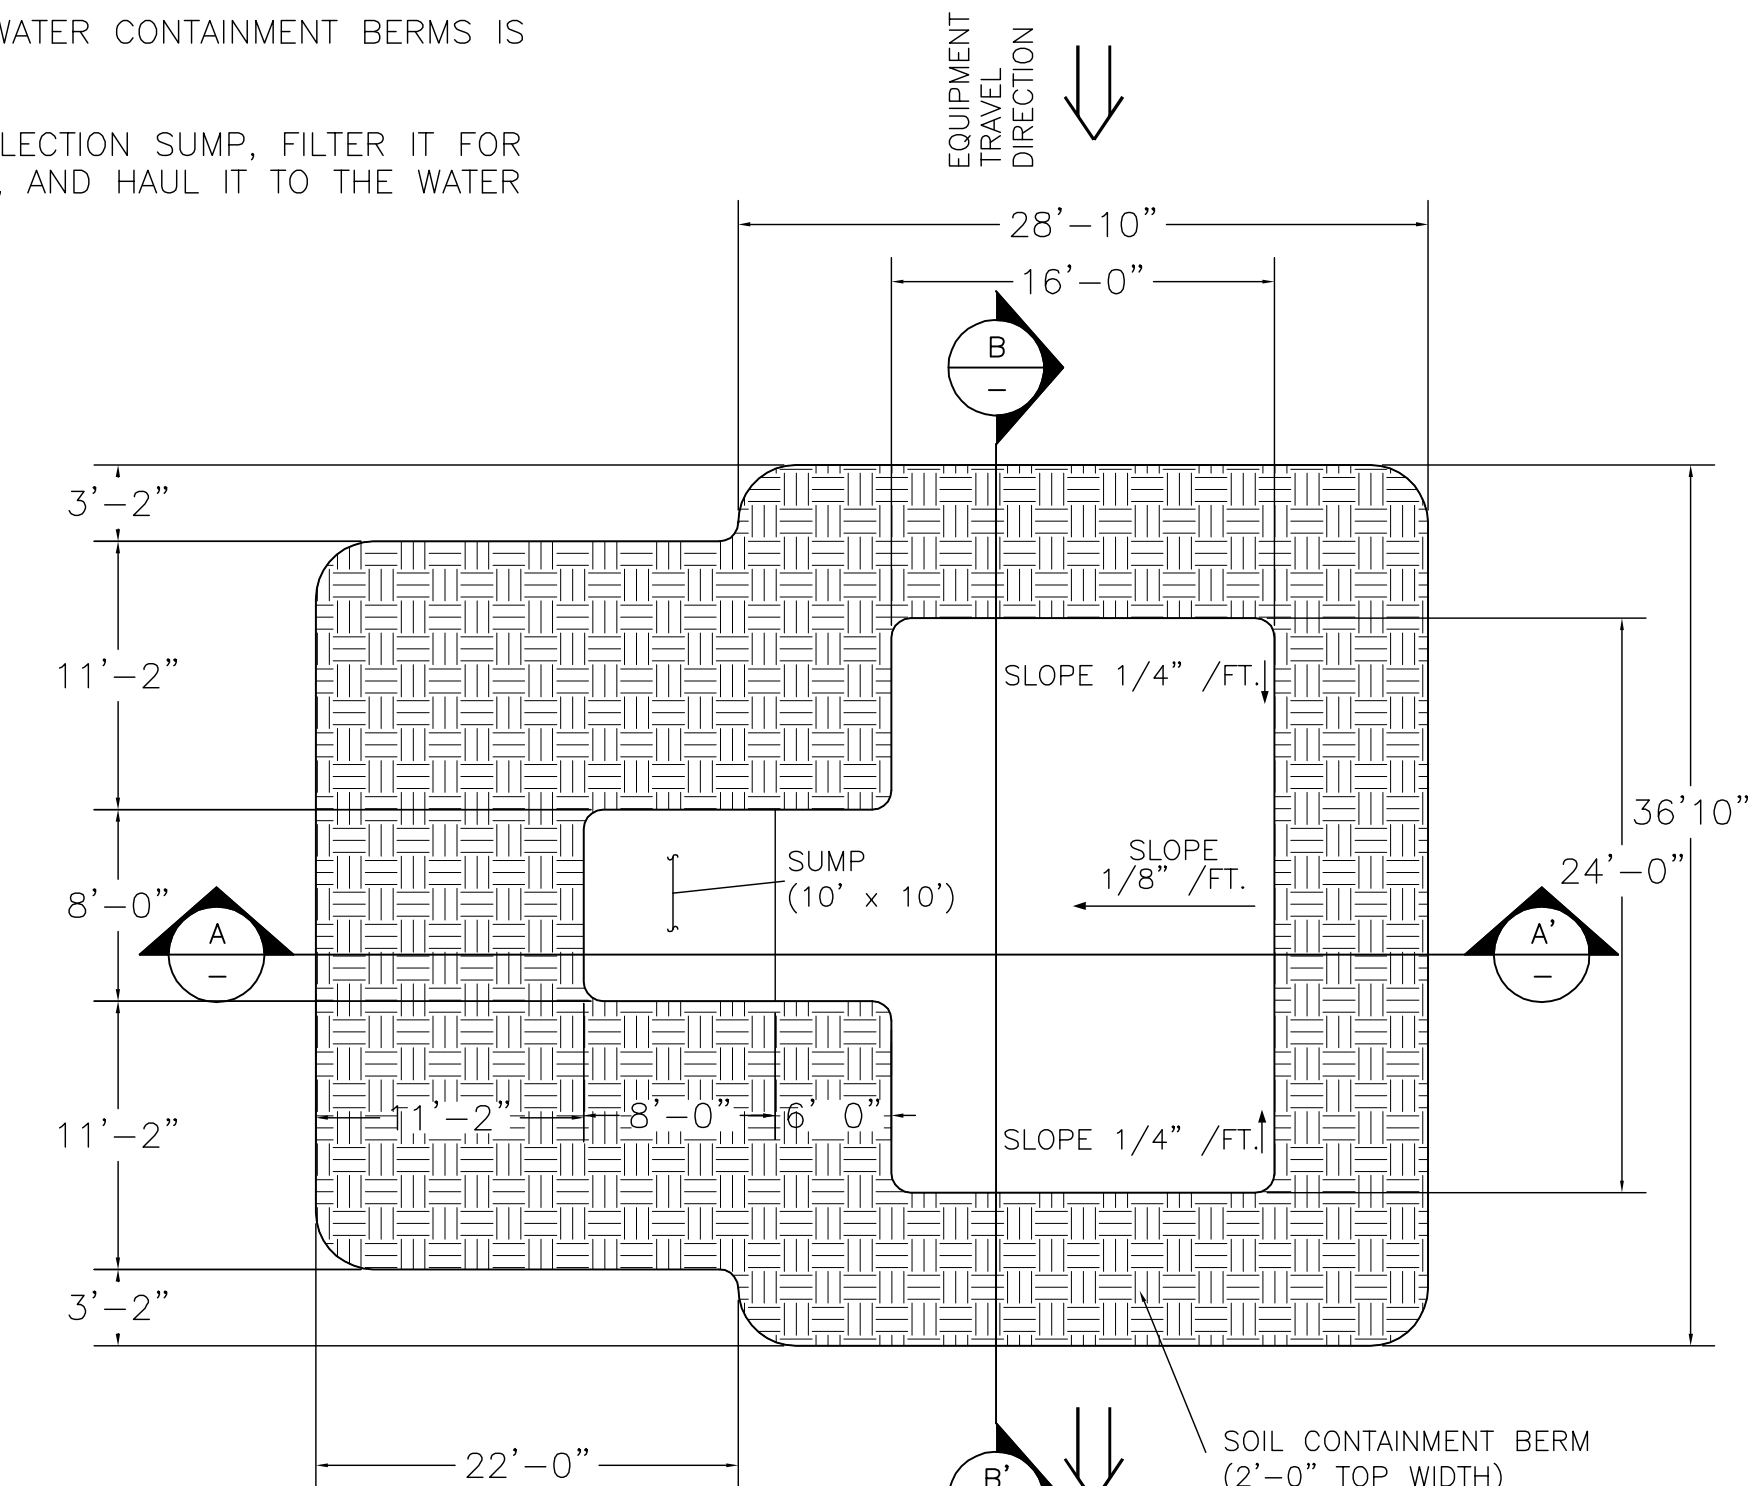 WATER CONTAINMENT BERMS IS
LECTION SUMP, FILTER IT FOR
, AND HAUL IT TO THE WATER
EQUIPMENT
TRAVEL
DIRECTION
28'-10"
16'-0"
B
-
3'-2"
11'-2"
SLOPE 1/4" /FT.
36'10"
SLOPE
1/8" /FT.
24'-0"
SUMP
(10' x 10')
8'-0"
A
-
A'
-
11'-2"
8'-0"
6' 0"
11'-2"
SLOPE 1/4" /FT.
3'-2"
22'-0"
B'
SOIL CONTAINMENT BERM
(2'-0" TOP WIDTH)